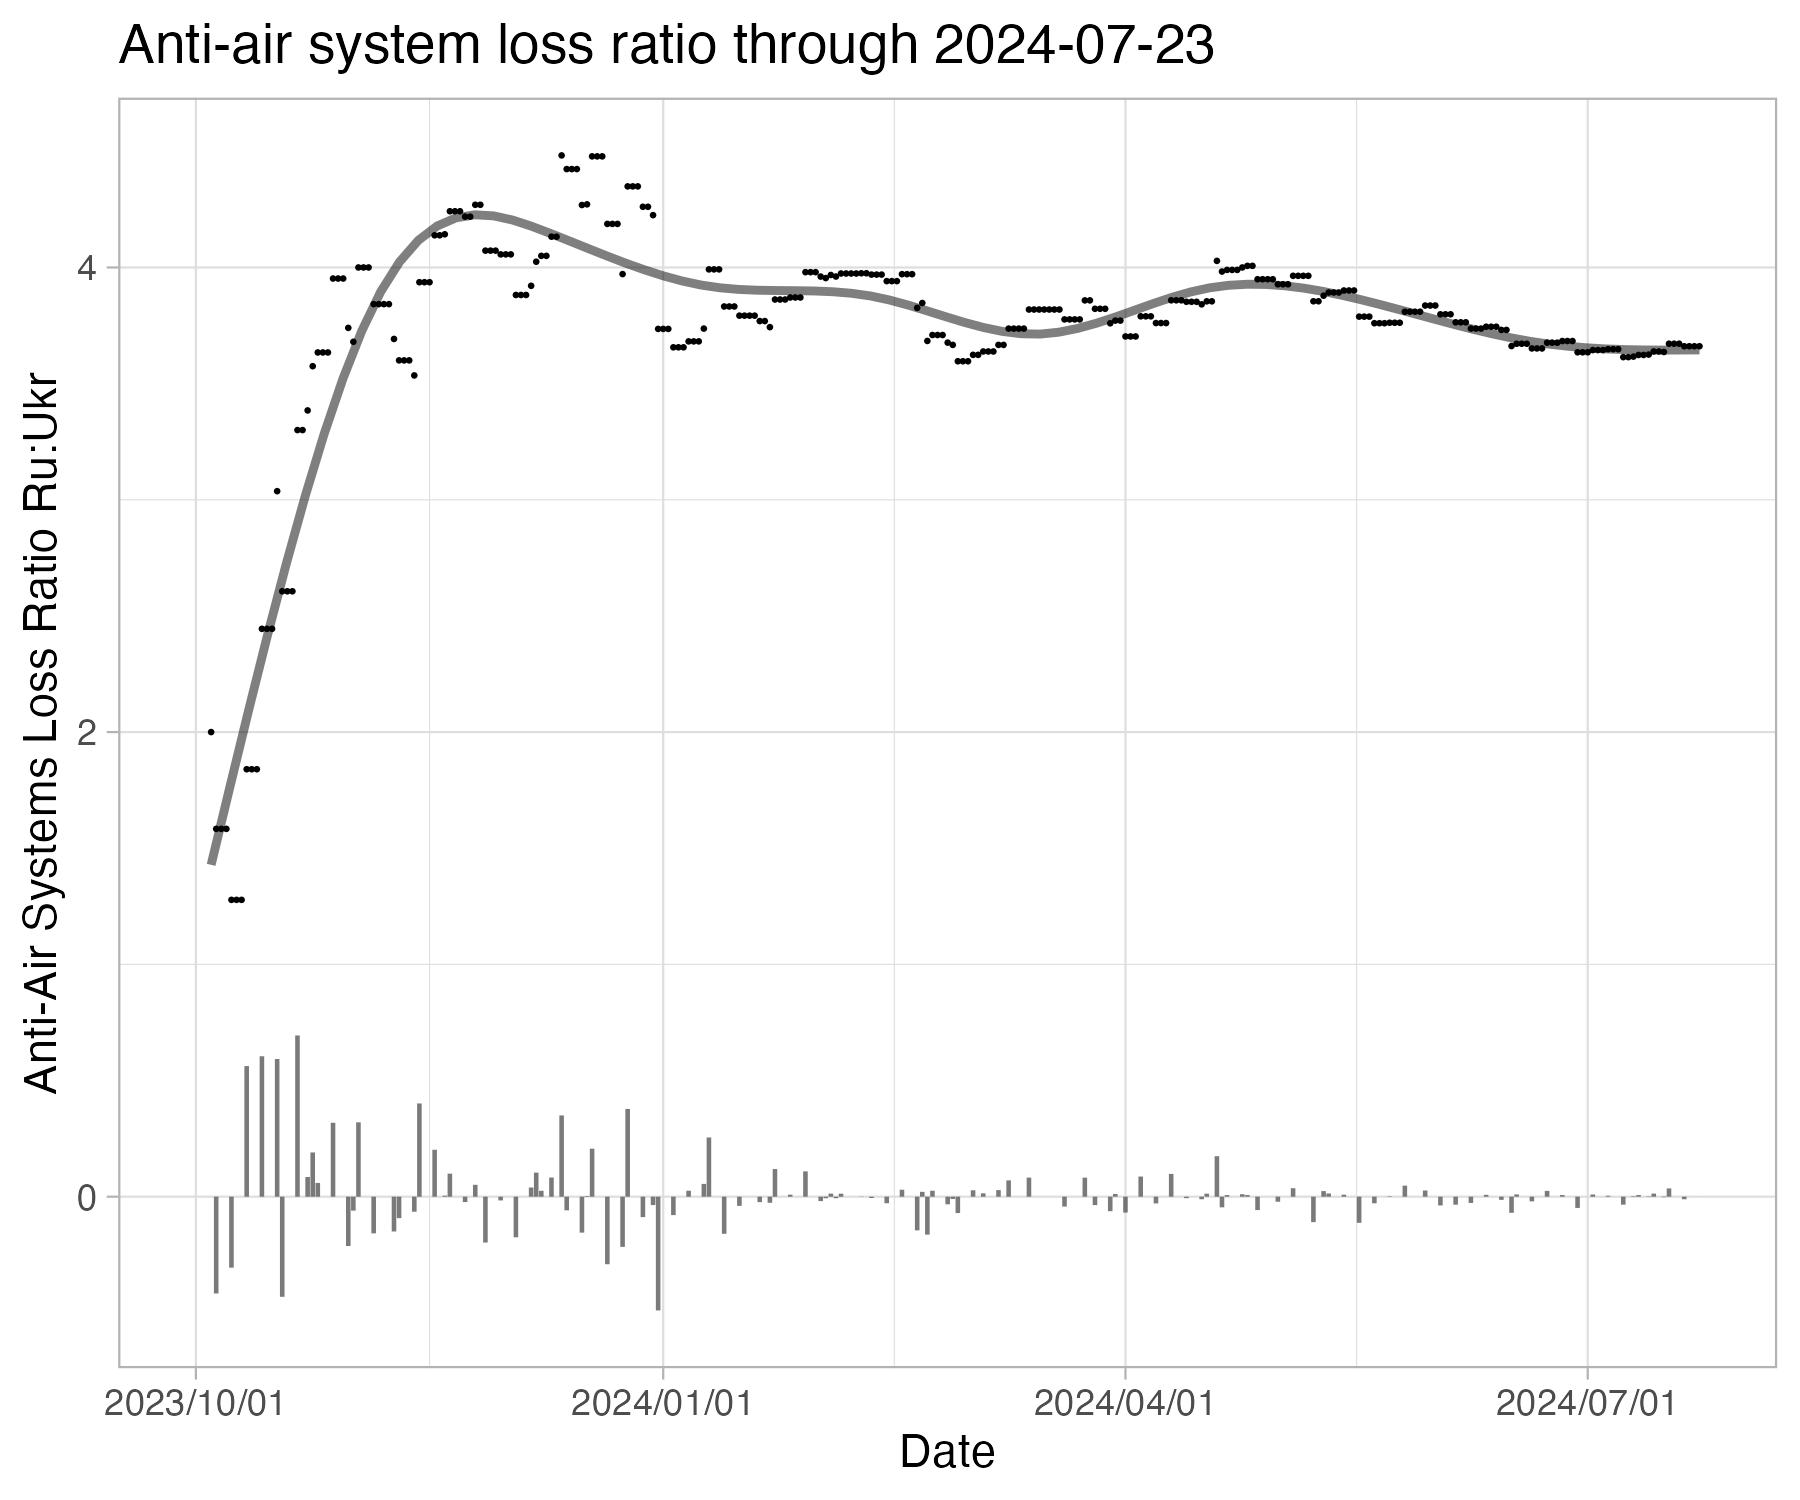 Anti-air system loss ratio through 2024-07-23
Anti-Air Systems Loss Ratio Ru:Ukr
4
2
0
2023/10/01
2024/01/01
2024/04/01
2024/07/01
Date